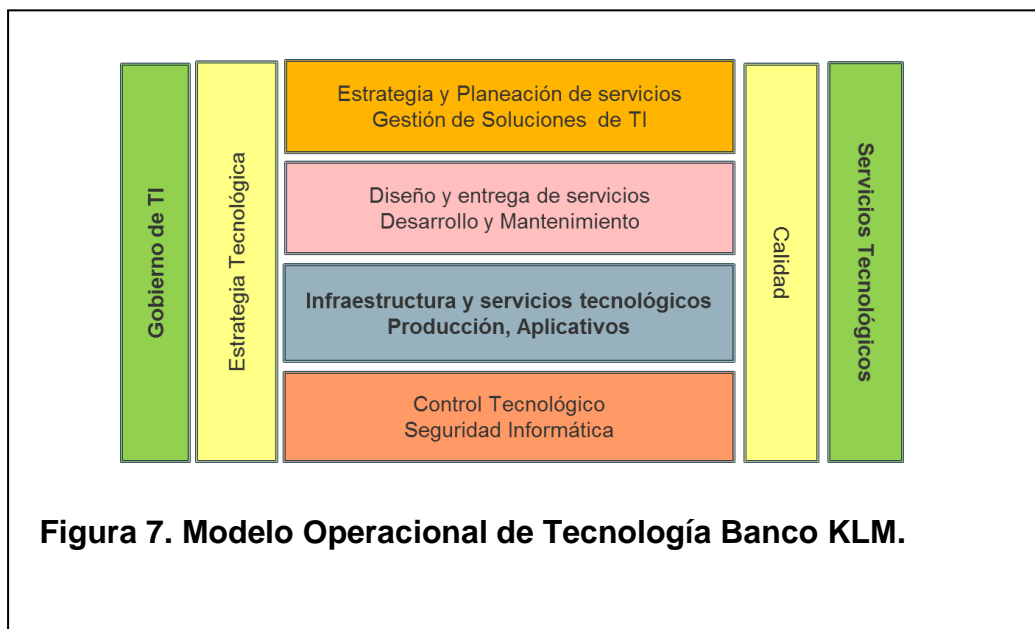 Gobierno de TI
Estrategia Tecnológica
Estrategia y Planeación de servicios
Gestión de Soluciones de TI
Diseño y entrega de servicios
Desarrollo y Mantenimiento
Infraestructura y servicios tecnológicos
Producción, Aplicativos
Control Tecnológico
Seguridad Informática
Calidad
Servicios Tecnológicos
Figura 7. Modelo Operacional de Tecnología Banco KLM.